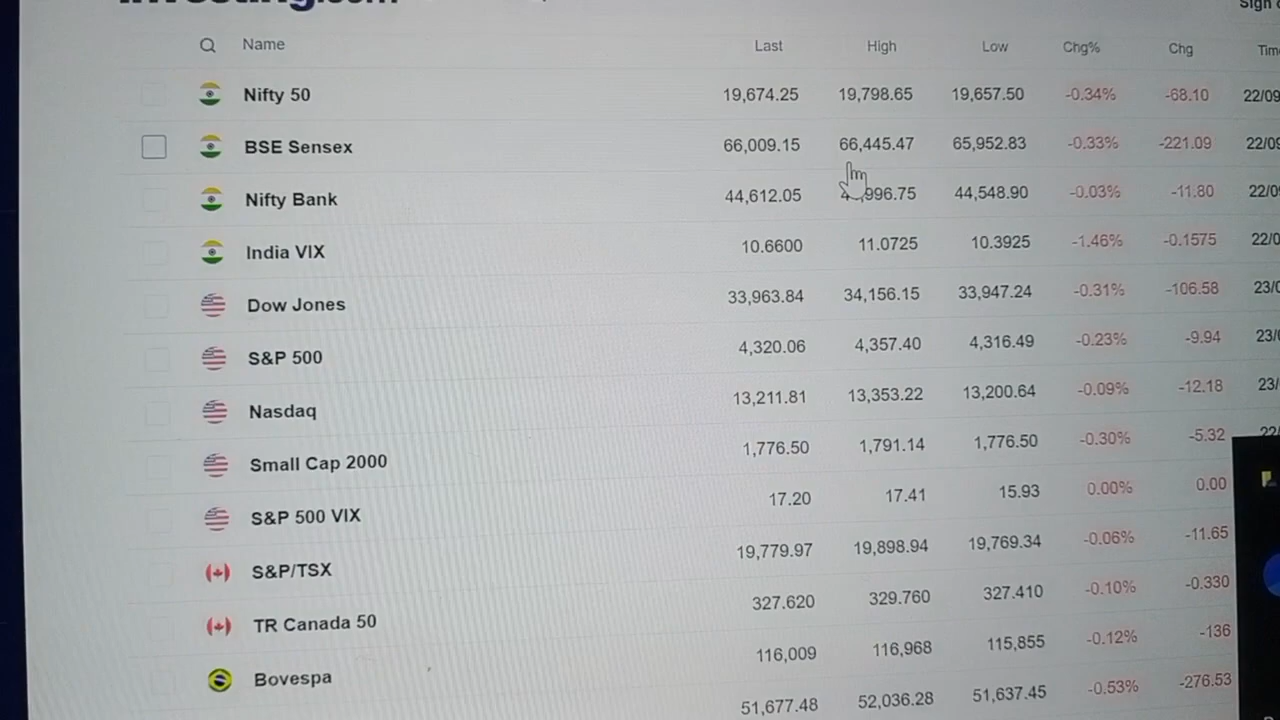 Investing.com
Name Last High Low Chg% Chg
Nifty 50 19,674.25 19,798.65 19,657.50 -0.34% -68.10
BSE Sensex 66,009.15 66,445.47 65,952.83 -0.33% -221.09
Nifty Bank 44,612.05 44,548.90 -0.03% -11.80
India VIX 10.6600 11.0725 10.3925 -1.46% -0.1575
Dow Jones 33,963.84 34,156.15 33,947.24 -0.31% -106.58
S&P 500 4,320.06 4,357.40 4,316.49 -0.23% -9.94
Nasdaq 13,211.81 13,353.22 13,200.64 -0.09% -12.18
Small Cap 2000 1,776.50 1,791.14 1,776.50 -0.30% -5.32
S&P 500 VIX 17.20 17.41 15.93 0.00% 0.00
S&P/TSX 19,779.97 19,898.94 19,769.34 -0.06% -11.65
TR Canada 50 327.620 329.760 327.410 -0.10% -0.330
Bovespa 116,009 116,968 115,855 -0.12% -136
51,677.48 52,036.28 51,637.45 -0.53% -276.53